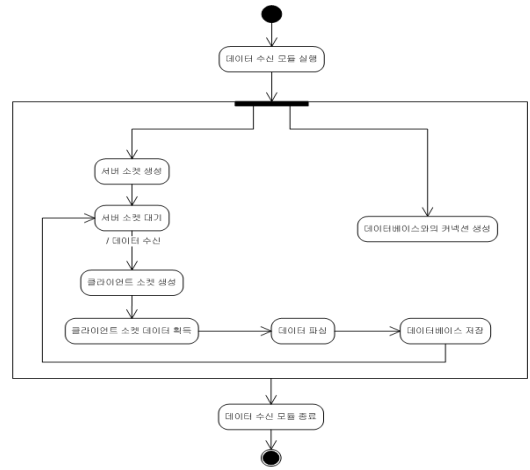 데이터 수신 모듈 실행
서버 소켓 생성
서버 소켓 대기
데이터베이스와의 커넥션 생성
/ 데이터 수신
클라이언트 소켓 생성
클라이언트 소켓 데이터 획득
데이터 파싱
데이터베이스 저장
데이터 수신 모듈 종료